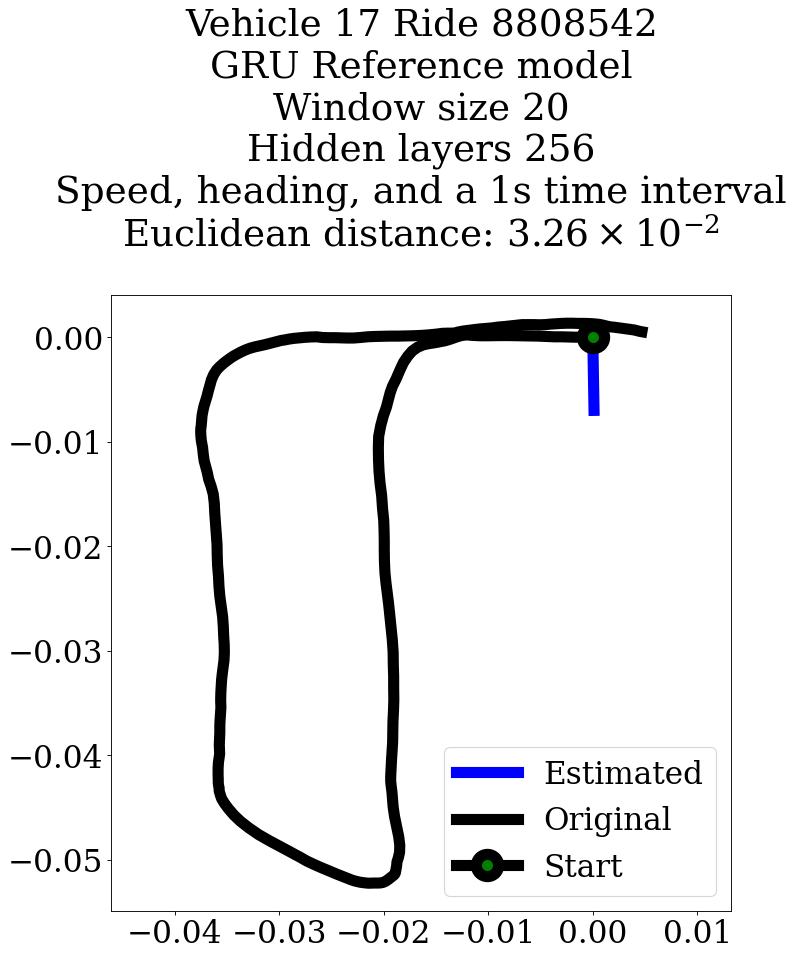 Vehicle 17 Ride 8808542
GRU Reference model
Window size 20
Hidden layers 256
Speed, heading, and a 1s time interval
Euclidean distance: 3.26 × 10⁻²
0.00
−0.01
−0.02
−0.03
−0.04
−0.05
Estimated
Original
Start
−0.04 −0.03 −0.02 −0.01 0.00 0.01